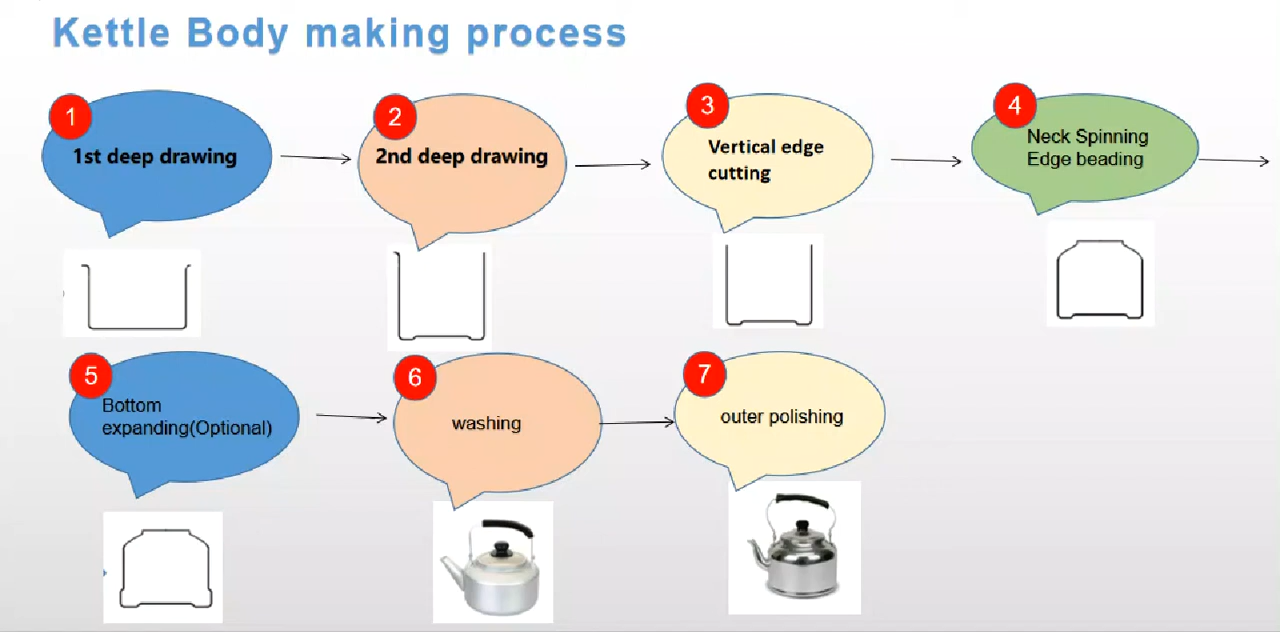 Kettle Body making process
1
1st deep drawing
2
2nd deep drawing
3
Vertical edge
cutting
4
Neck Spinning
Edge beading
5
Bottom
expanding(Optional)
6
washing
7
outer polishing